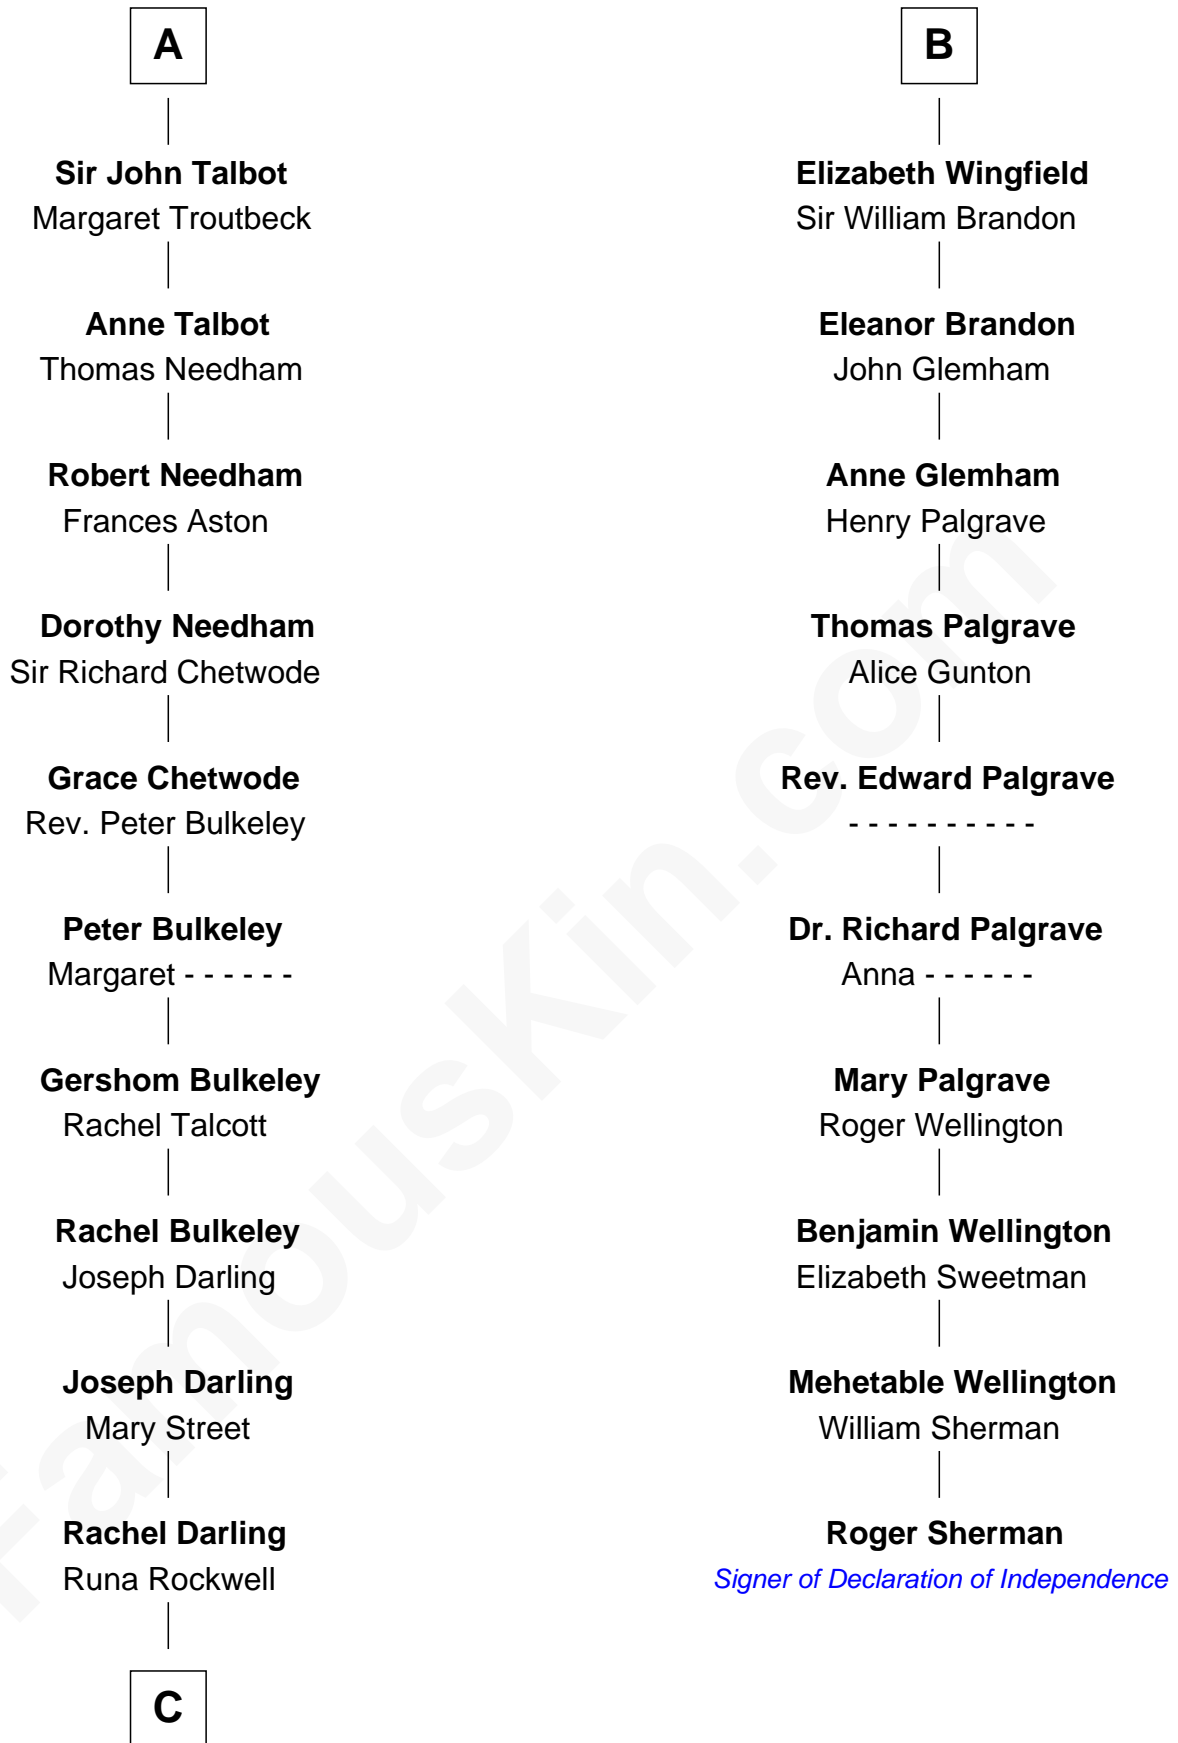 A
Sir John Talbot
Margaret Troutbeck
Anne Talbot
Thomas Needham
Robert Needham
Frances Aston
Dorothy Needham
Sir Richard Chetwode
Grace Chetwode
Rev. Peter Bulkeley
Peter Bulkeley
Margaret - - - - - -
Gershom Bulkeley
Rachel Talcott
Rachel Bulkeley
Joseph Darling
Joseph Darling
Mary Street
Rachel Darling
Runa Rockwell
C
B
Elizabeth Wingfield
Sir William Brandon
Eleanor Brandon
John Glemham
Anne Glemham
Henry Palgrave
Thomas Palgrave
Alice Gunton
Rev. Edward Palgrave
- - - - - - - - - -
Dr. Richard Palgrave
Anna - - - - - -
Mary Palgrave
Roger Wellington
Benjamin Wellington
Elizabeth Sweetman
Mehetable Wellington
William Sherman
Roger Sherman
Signer of Declaration of Independence
FamousKin.com